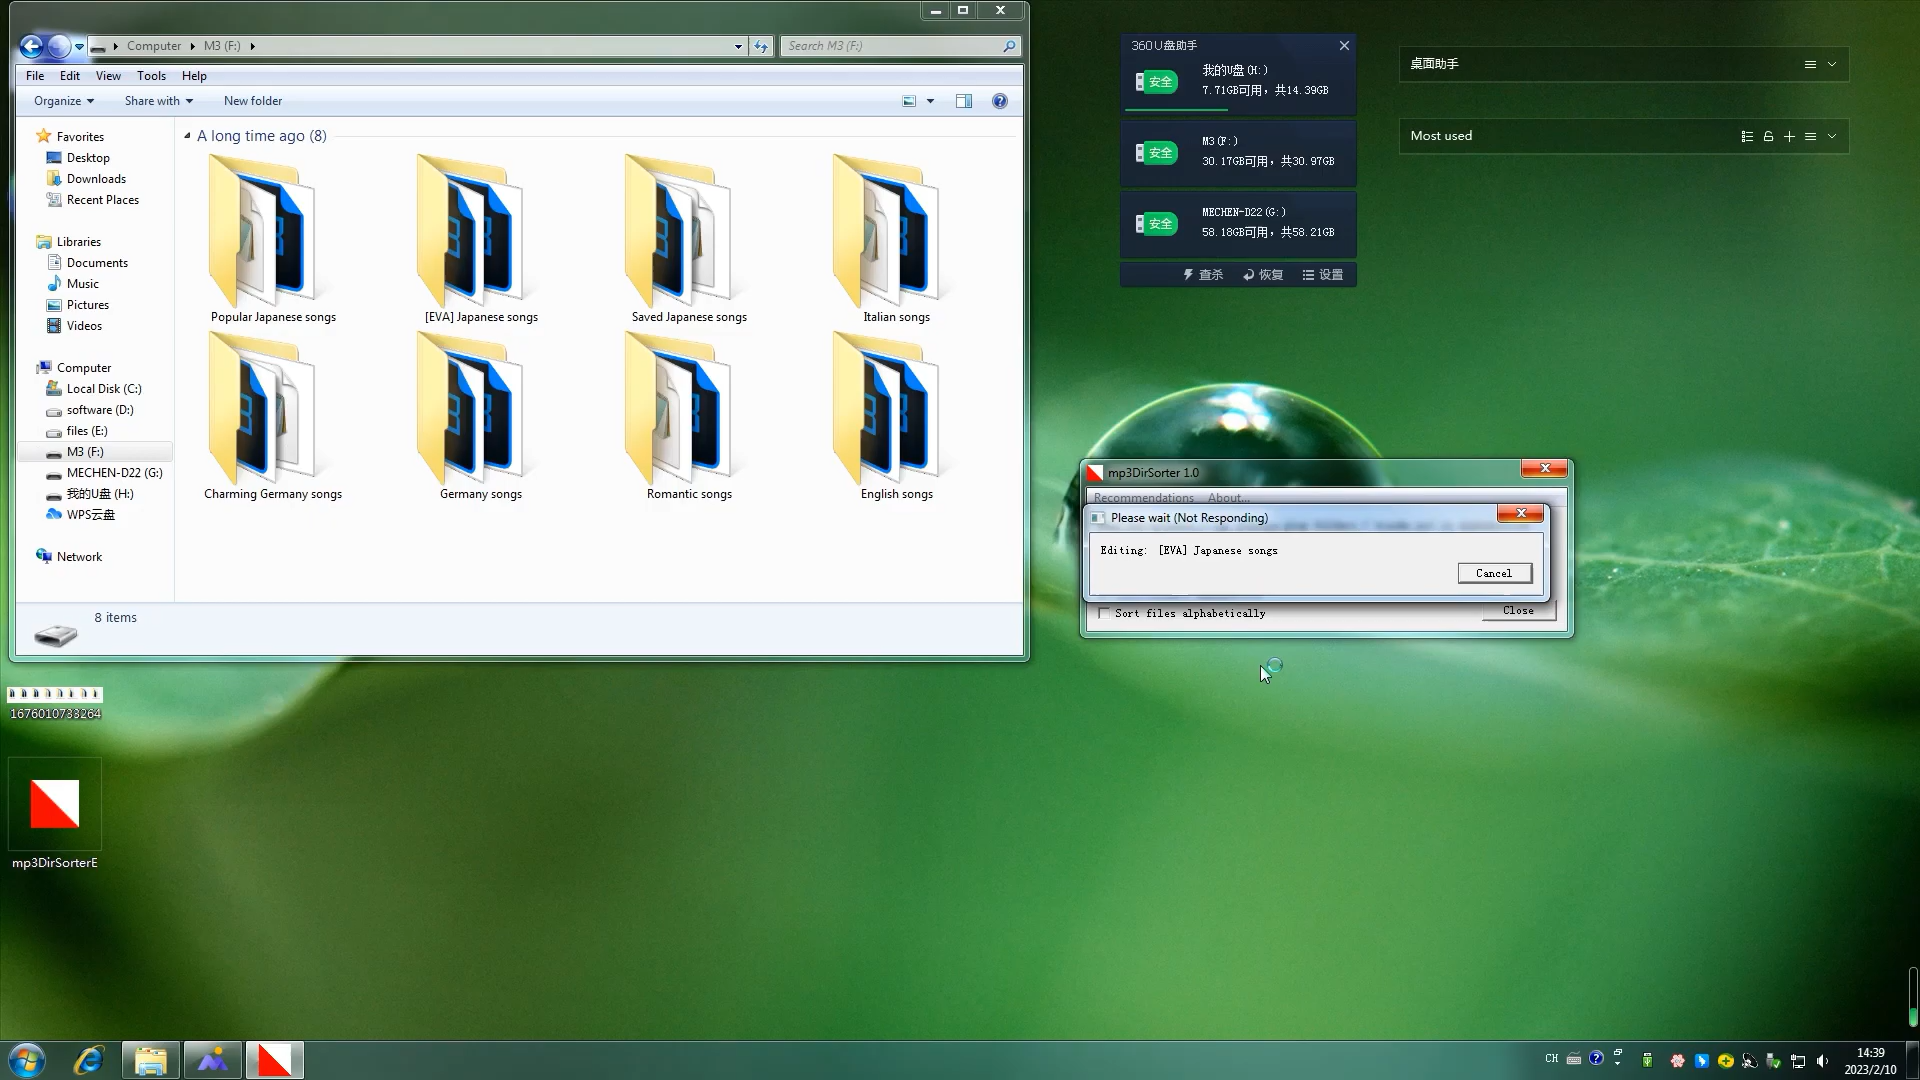 Computer
M3 (F:)
Search M3 (F:)
File Edit View Tools Help
Organize Share with New folder
Favorites
Desktop
Downloads
Recent Places
Libraries
Documents
Music
Pictures
Videos
Computer
Local Disk (C:)
software (D:)
files (E:)
M3 (F:)
MECHEN-D22 (G:)
我的U盘 (H:)
WPS云盘
Network
A long time ago (8)
Popular Japanese songs
[EVA] Japanese songs
Saved Japanese songs
Italian songs
Charming Germany songs
Germany songs
Romantic songs
English songs
8 items
360U盘助手
安全
我的U盘(H:)
7.71GB可用，共14.39GB
安全
M3(F:)
30.17GB可用，共30.97GB
安全
MECHEN-D22(G:)
58.18GB可用，共58.21GB
查杀 恢复 设置
桌面助手
Most used
mp3DirSorter 1.0
Recommendations About...
Please wait (Not Responding)
Editing: [EVA] Japanese songs
Cancel
Sort files alphabetically
Close
1676010733264
mp3DirSorterE
CH
14:39
2023/2/10